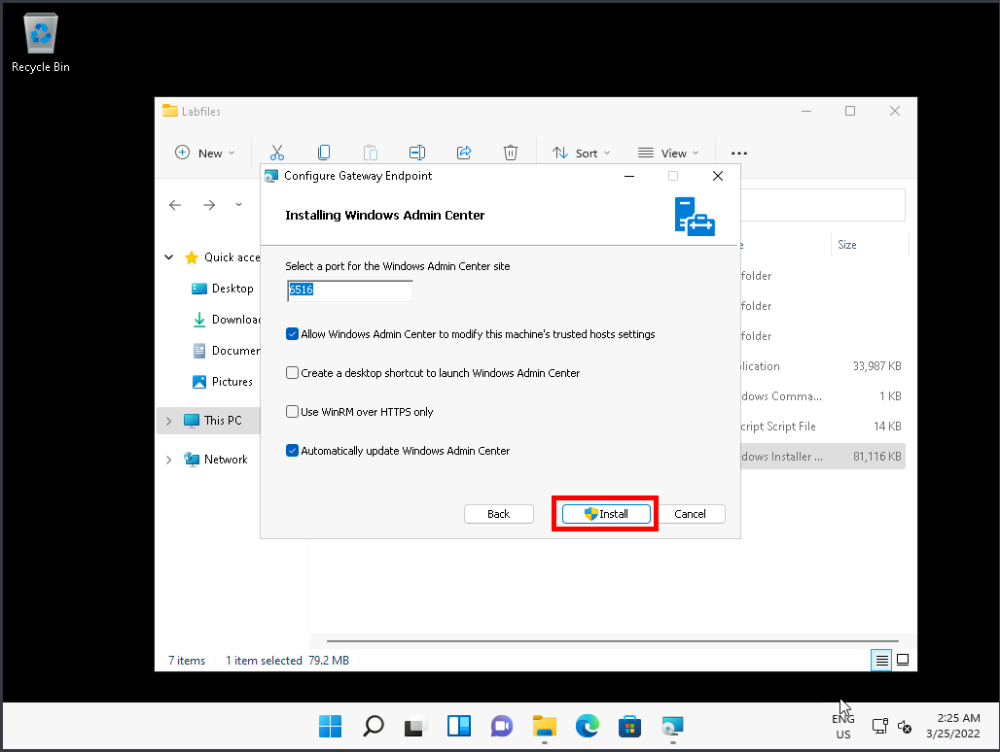 Recycle Bin
Labfiles
New
Sort
View
Configure Gateway Endpoint
Installing Windows Admin Center
Size
Select a port for the Windows Admin Center site
6516
Allow Windows Admin Center to modify this machine's trusted hosts settings
Create a desktop shortcut to launch Windows Admin Center
Use WinRM over HTTPS only
Automatically update Windows Admin Center
Back
Install
Cancel
Quick acce
Desktop
Downloa
Documer
Pictures
This PC
Network
e
folder
folder
folder
lication 33,987 KB
dows Comma... 1 KB
cript Script File 14 KB
dows Installer ... 81,116 KB
7 items 1 item selected 79.2 MB
ENG
US
2:25 AM
3/25/2022